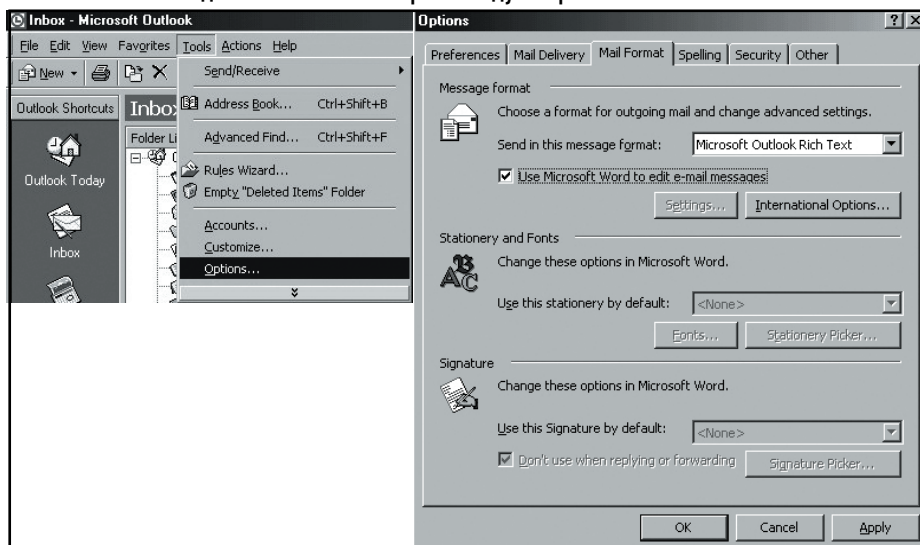 Inbox - Microsoft Outlook
File Edit View Favorites Tools Actions Help
New
Send/Receive
Outlook Shortcuts
Address Book... Ctrl+Shift+B
Folder Li
Advanced Find... Ctrl+Shift+F
Rules Wizard...
Outlook Today
Empty "Deleted Items" Folder
Accounts...
Inbox
Customize...
Options...
Options
Preferences Mail Delivery Mail Format Spelling Security Other
Message format
Choose a format for outgoing mail and change advanced settings.
Send in this message format: Microsoft Outlook Rich Text
Use Microsoft Word to edit e-mail messages
Settings... International Options...
Stationery and Fonts
Change these options in Microsoft Word.
Use this stationery by default: <None>
Fonts... Stationery Picker...
Signature
Change these options in Microsoft Word.
Use this Signature by default: <None>
Don't use when replying or forwarding Signature Picker...
OK Cancel Apply